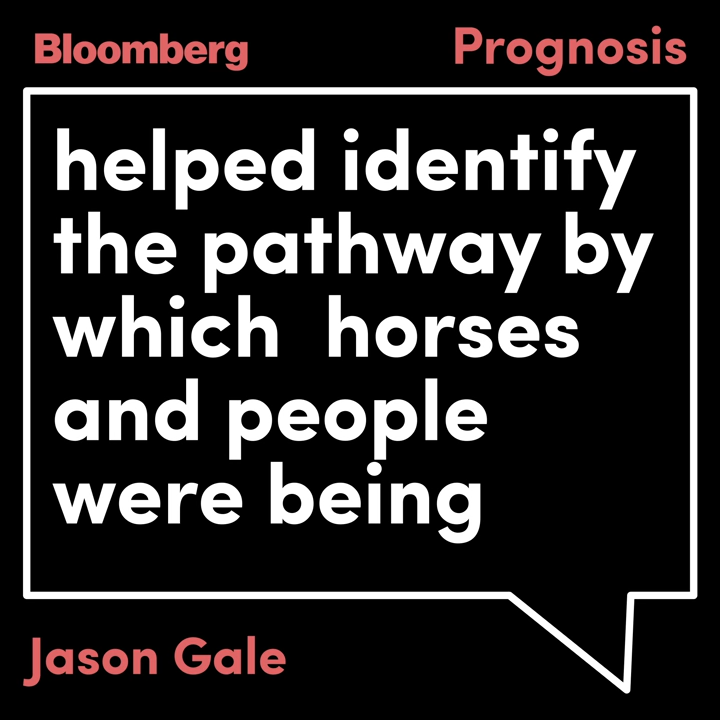 Bloomberg
Prognosis
helped identify
the pathway by
which  horses
and people
were being
Jason Gale